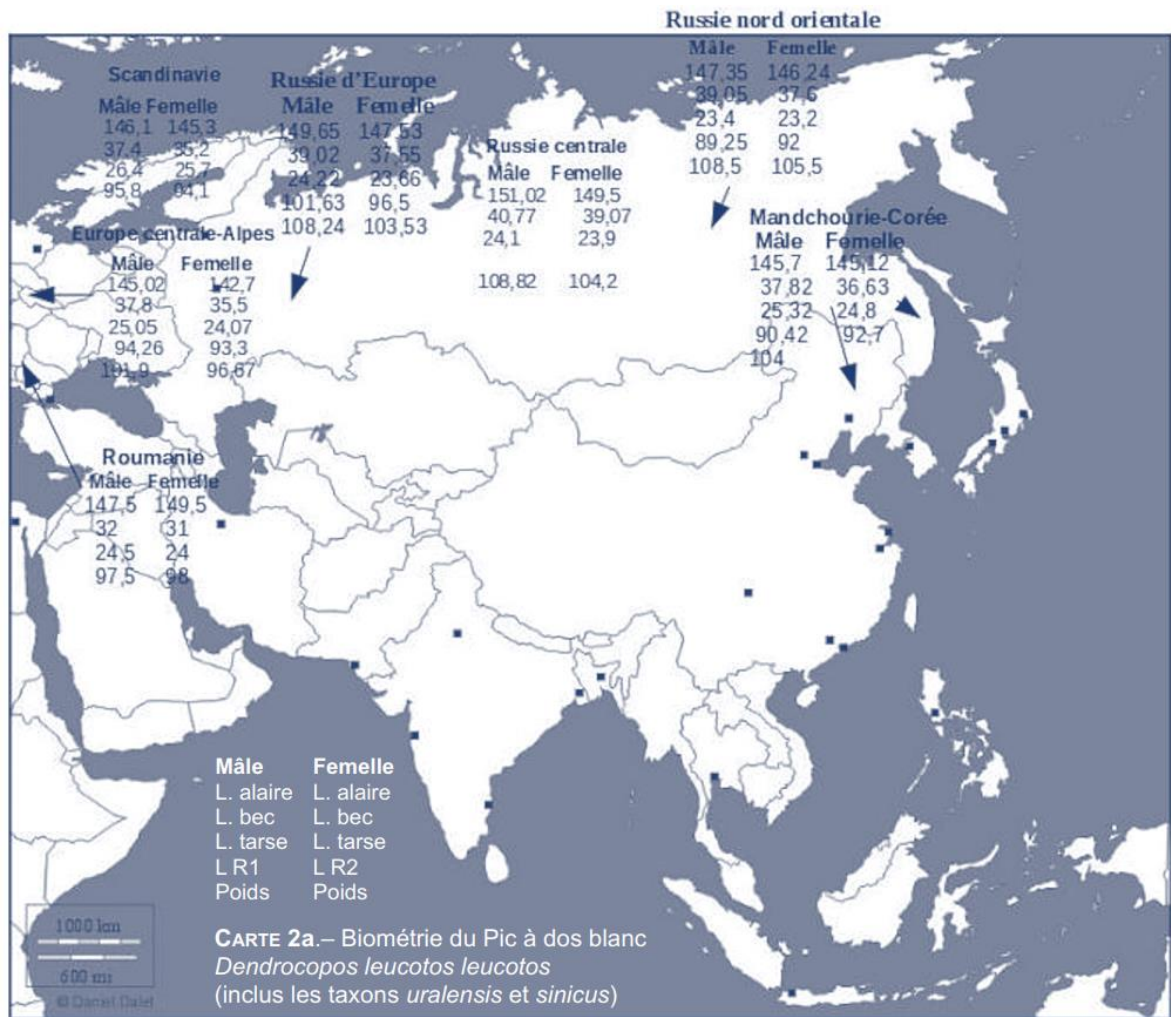 Russie nord orientale
Mâle Femelle
147,35 146,24
39,05 37,6
23,4 23,2
89,25 92
108,5 105,5
Scandinavie
Mâle Femelle
146,1 145,3
37,4 35,2
26,4 25,7
95,8 94,1
Russie d'Europe
Mâle Femelle
149,65 147,53
39,02 37,55
24,22 23,66
101,63 96,5
108,24 103,53
Russie centrale
Mâle Femelle
151,02 149,5
40,77 39,07
24,1 23,9
108,82 104,2
Mandchourie-Corée
Mâle Femelle
145,7 145,12
37,82 36,63
25,32 24,8
90,42 92,7
104
Europe centrale-Alpes
Mâle Femelle
145,02 142,7
37,8 35,5
25,05 24,07
94,26 93,3
191,9 96,67
Roumanie
Mâle Femelle
147,5 149,5
32 31
24,5 24
97,5 98
Mâle Femelle
L. alaire L. alaire
L. bec L. bec
L. tarse L. tarse
L R1 L R2
Poids Poids
CARTE 2a.– Biométrie du Pic à dos blanc
Dendrocopos leucotos leucotos
(inclus les taxons uralensis et sinicus)
1000 km
600 mi
© Daniel Dalet